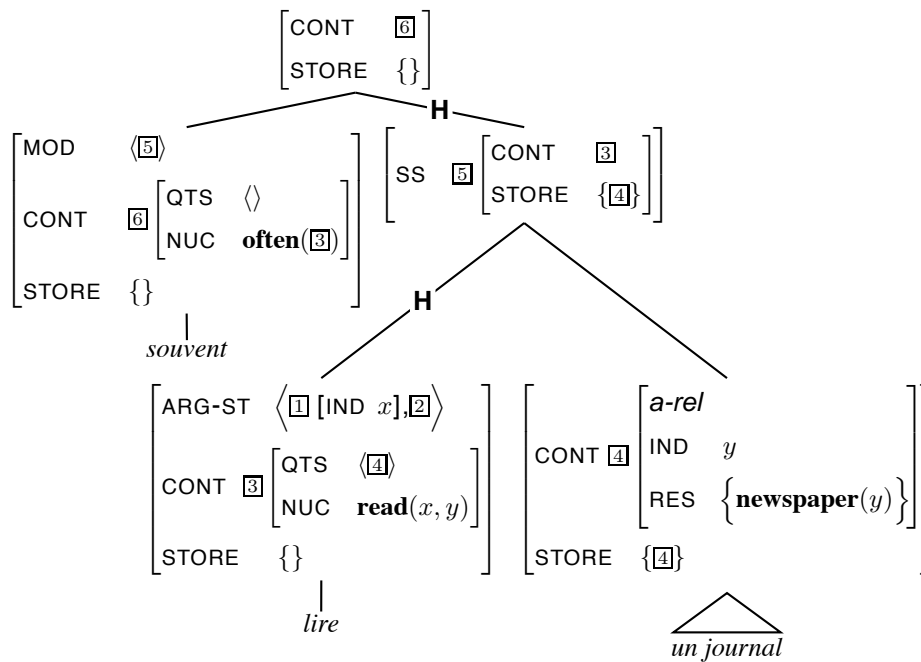 CONT 6
STORE {}
H
MOD ⟨5⟩
CONT 6 QTS ⟨⟩
NUC often(3)
STORE {}
souvent
SS 5 CONT 3
STORE {4}
H
ARG-ST ⟨1 [IND x],2⟩
CONT 3 QTS ⟨4⟩
NUC read(x, y)
STORE {}
lire
a-rel
CONT 4 IND y
RES {newspaper(y)}
STORE {4}
un journal